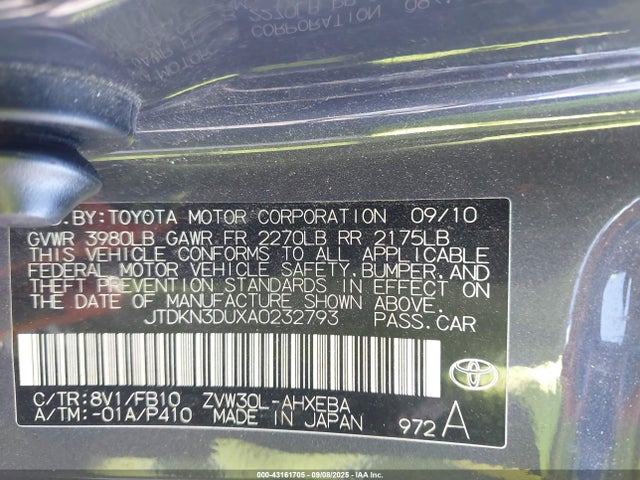 BY: TOYOTA MOTOR CORPORATION 09/10
GVWR 3980LB GAWR FR 2270LB RR 2175LB
THIS VEHICLE CONFORMS TO ALL APPLICABLE
FEDERAL MOTOR VEHICLE SAFETY, BUMPER, AND
THEFT PREVENTION STANDARDS IN EFFECT ON
THE DATE OF MANUFACTURE SHOWN ABOVE.
JTDKN3DUXA0232793 PASS.CAR
C/TR:8V1/FB10 ZVW30L-AHXEBA
A/TM:-01A/P410 MADE IN JAPAN
972 A
000-43161705 - 09/08/2025 - IAAI.COM